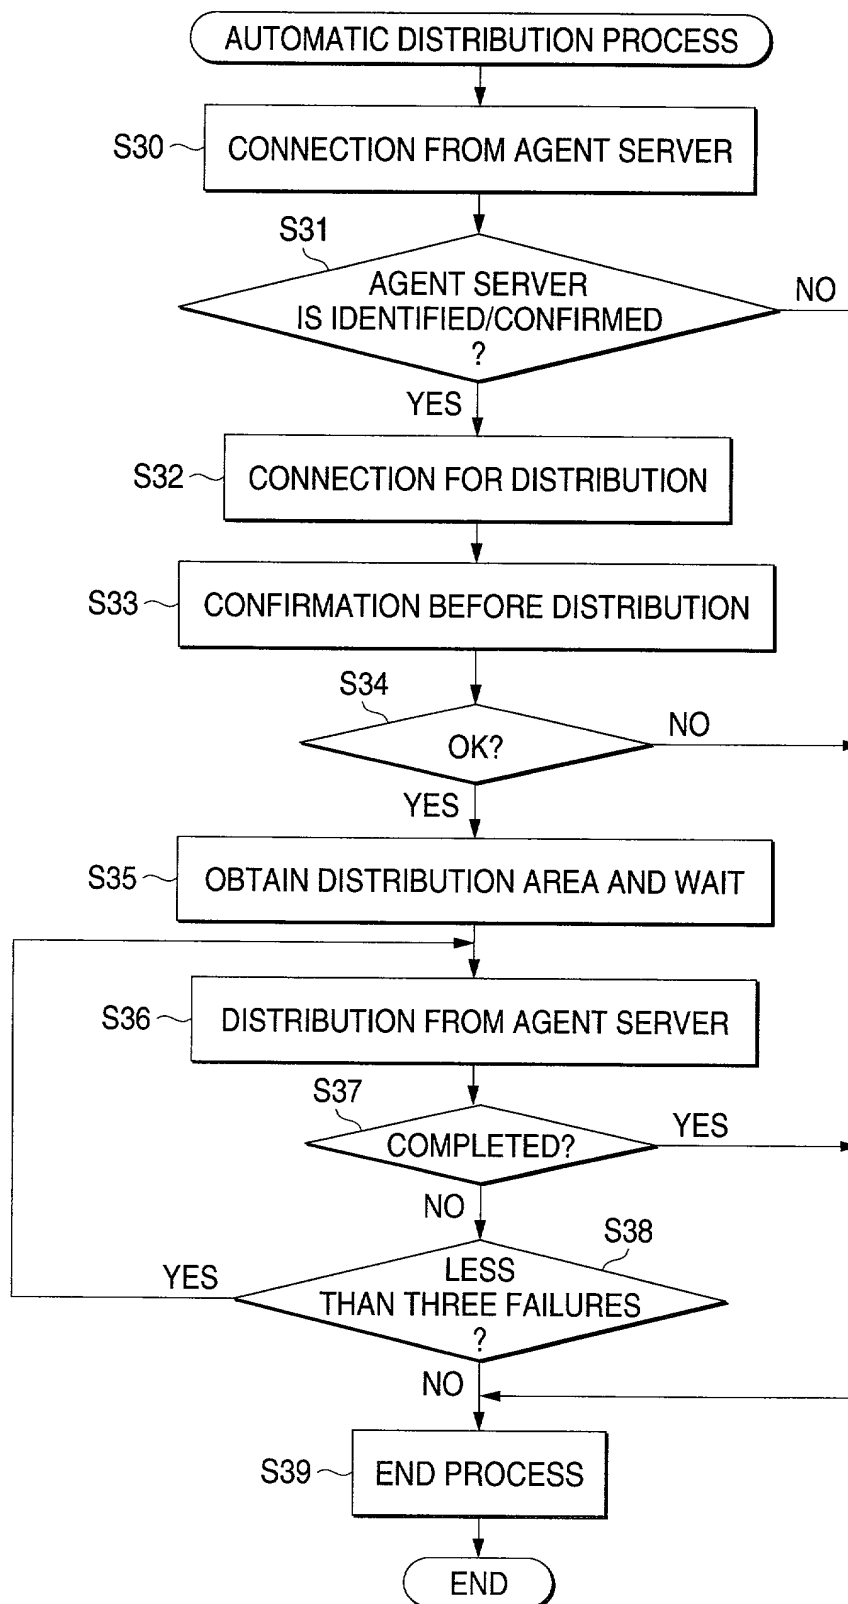 AUTOMATIC DISTRIBUTION PROCESS
S30
CONNECTION FROM AGENT SERVER
S31
AGENT SERVER
IS IDENTIFIED/CONFIRMED
?
NO
YES
S32
CONNECTION FOR DISTRIBUTION
S33
CONFIRMATION BEFORE DISTRIBUTION
S34
OK?
NO
YES
S35
OBTAIN DISTRIBUTION AREA AND WAIT
S36
DISTRIBUTION FROM AGENT SERVER
S37
COMPLETED?
YES
NO
S38
LESS
THAN THREE FAILURES
?
YES
NO
S39
END PROCESS
END